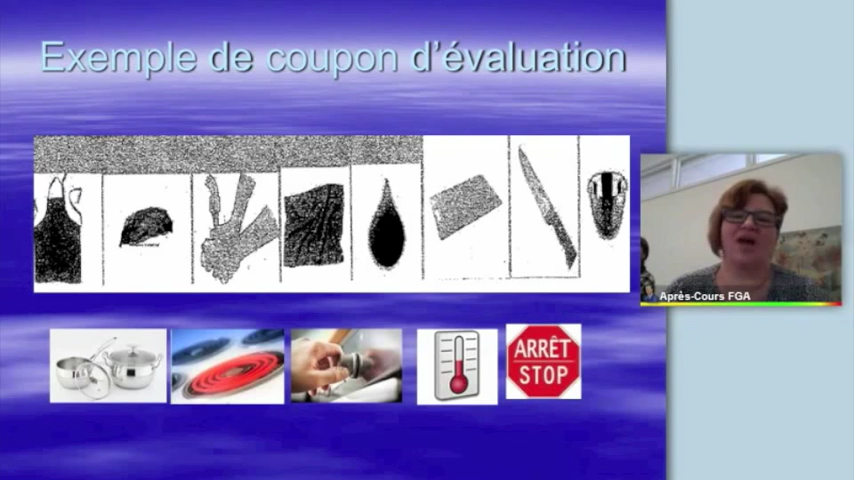 Exemple de coupon d'évaluation
ARRÊT
STOP
Après-Cours FGA